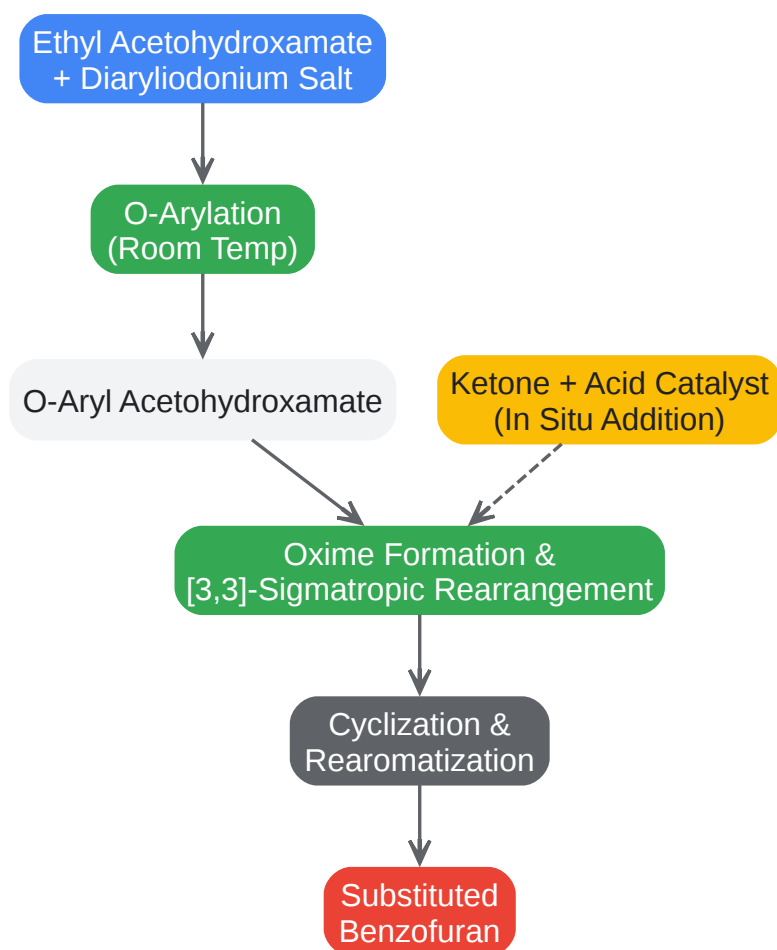 Ethyl Acetohydroxamate
+ Diaryliodonium Salt
O-Arylation
(Room Temp)
O-Aryl Acetohydroxamate
Ketone + Acid Catalyst
(In Situ Addition)
Oxime Formation &
[3,3]-Sigmatropic Rearrangement
Cyclization &
Rearomatization
Substituted
Benzofuran